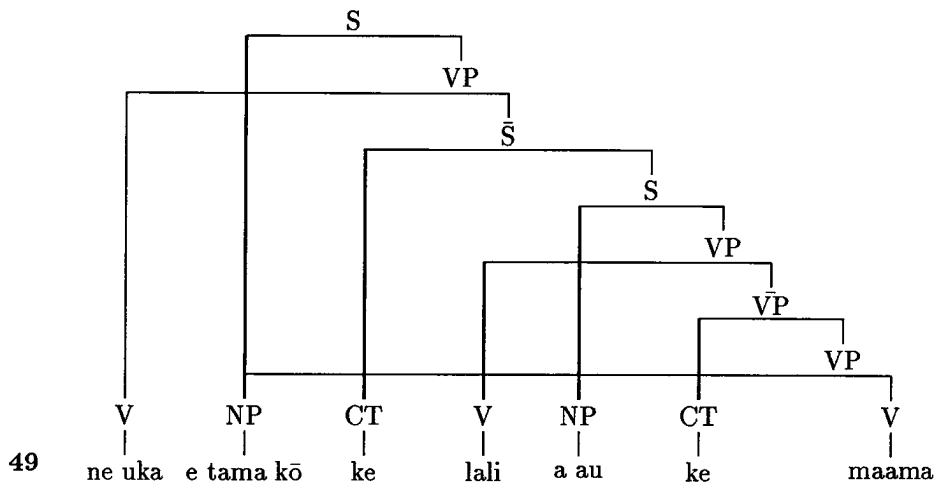 S
VP
S̄
S
VP
V̄P
VP
V NP CT V NP CT V
49 ne uka e tama kō ke lali a au ke maama